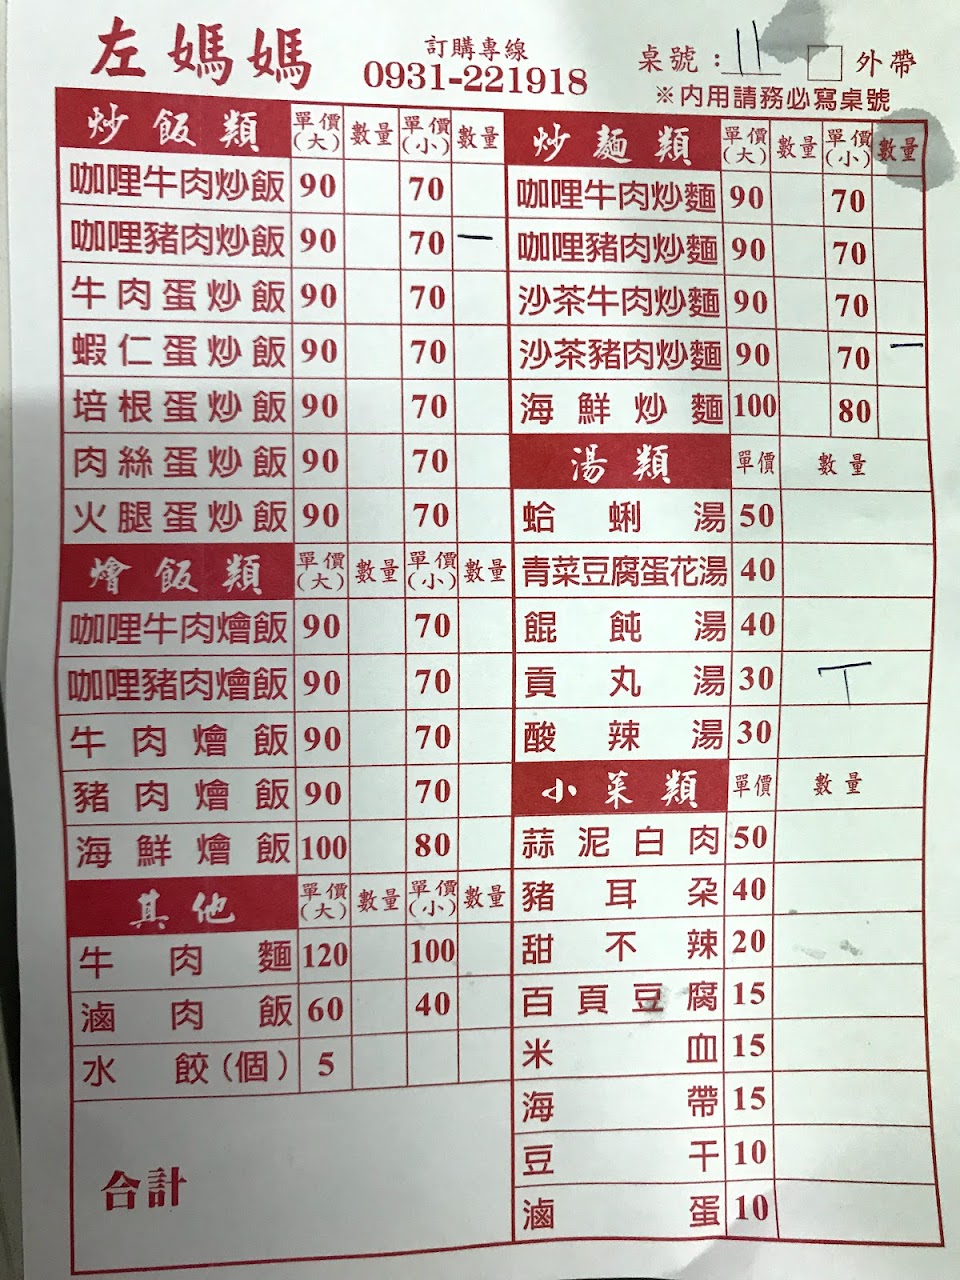 左媽媽
訂購專線
0931-221918
桌號：11 □外帶
※內用請務必寫桌號
炒飯類 單價(大) 數量 單價(小) 數量
咖哩牛肉炒飯 90 70
咖哩豬肉炒飯 90 70 一
牛肉蛋炒飯 90 70
蝦仁蛋炒飯 90 70
培根蛋炒飯 90 70
肉絲蛋炒飯 90 70
火腿蛋炒飯 90 70
燴飯類 單價(大) 數量 單價(小) 數量
咖哩牛肉燴飯 90 70
咖哩豬肉燴飯 90 70
牛肉燴飯 90 70
豬肉燴飯 90 70
海鮮燴飯 100 80
其他 單價(大) 數量 單價(小) 數量
牛肉麵 120 100
滷肉飯 60 40
水餃(個) 5
合計
炒麵類 單價(大) 數量 單價(小) 數量
咖哩牛肉炒麵 90 70
咖哩豬肉炒麵 90 70
沙茶牛肉炒麵 90 70
沙茶豬肉炒麵 90 70 一
海鮮炒麵 100 80
湯類 單價 數量
蛤蜊湯 50
青菜豆腐蛋花湯 40
餛飩湯 40
貢丸湯 30 丅
酸辣湯 30
小菜類 單價 數量
蒜泥白肉 50
豬耳朵 40
甜不辣 20
百頁豆腐 15
米血 15
海帶 15
豆干 10
滷蛋 10